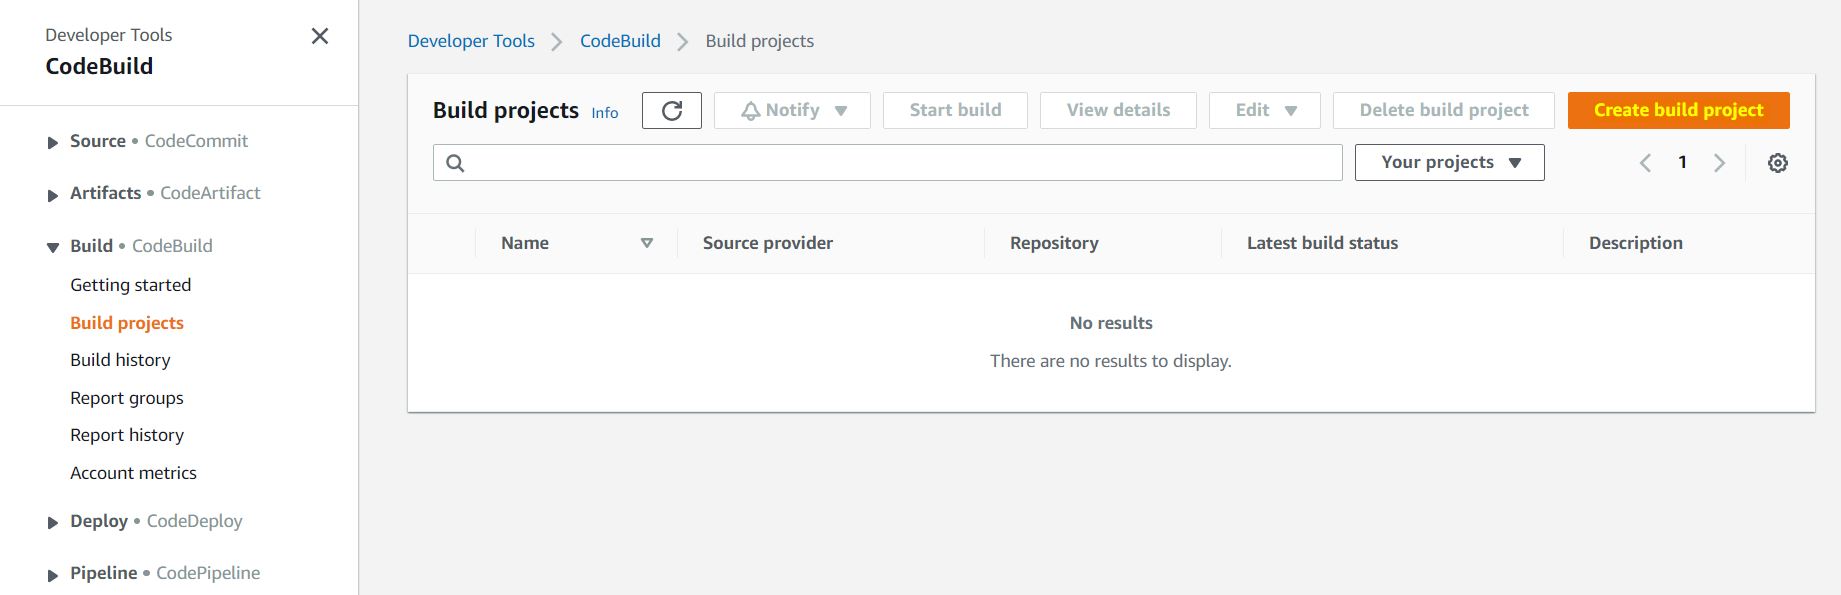 Developer Tools
CodeBuild
Source • CodeCommit
Artifacts • CodeArtifact
Build • CodeBuild
Getting started
Build projects
Build history
Report groups
Report history
Account metrics
Deploy • CodeDeploy
Pipeline • CodePipeline
Developer Tools CodeBuild Build projects
Build projects Info Notify Start build View details Edit Delete build project Create build project
Your projects 1
Name Source provider Repository Latest build status Description
No results
There are no results to display.